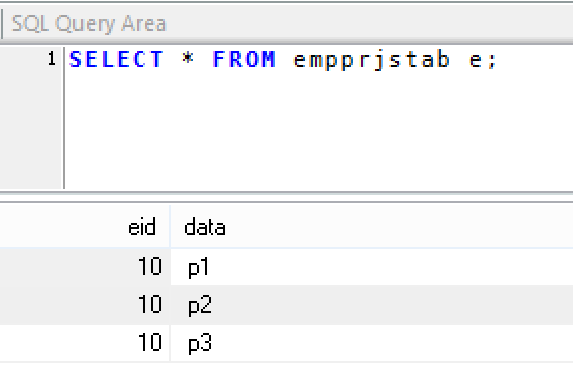 SQL Query Area
1 SELECT * FROM empprjstab e;
eid data
10 p1
10 p2
10 p3